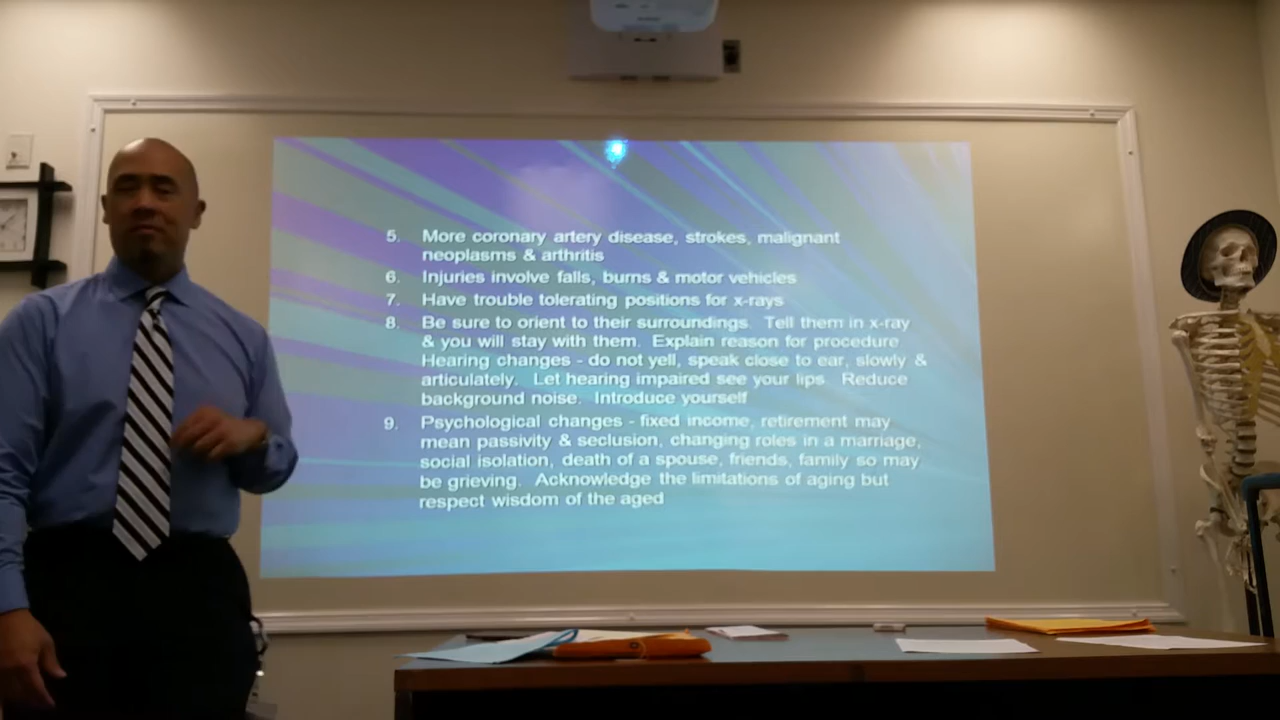 5. More coronary artery disease, strokes, malignant
neoplasms & arthritis
6. Injuries involve falls, burns & motor vehicles
7. Have trouble tolerating positions for x-rays
8. Be sure to orient to their surroundings. Tell them in x-ray
& you will stay with them. Explain reason for procedure
Hearing changes - do not yell, speak close to ear, slowly &
articulately. Let hearing impaired see your lips. Reduce
background noise. Introduce yourself
9. Psychological changes - fixed income, retirement may
mean passivity & seclusion, changing roles in a marriage,
social isolation, death of a spouse, friends, family so may
be grieving. Acknowledge the limitations of aging but
respect wisdom of the aged